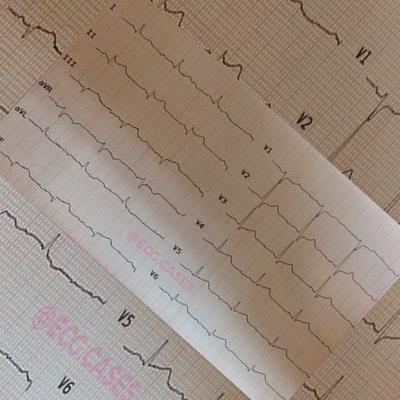 I
II
III
aVR
aVL
V1
V2
V3
V4
V5
V6
@ECG.CASES
V1
V2
@ECG.CASES
V5
V6